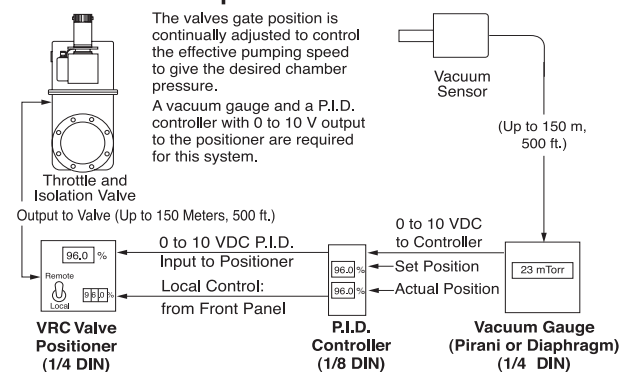 The valves gate position is
continually adjusted to control
the effective pumping speed
to give the desired chamber
pressure.
A vacuum gauge and a P.I.D.
controller with 0 to 10 V output
to the positioner are required
for this system.
Vacuum
Sensor
(Up to 150 m,
500 ft.)
Throttle and
Isolation Valve
Output to Valve (Up to 150 Meters, 500 ft.)
96.0 %
Remote
Local
96.0 %
0 to 10 VDC P.I.D.
Input to Positioner
Local Control:
from Front Panel
96.0 %
96.0 %
0 to 10 VDC
to Controller
Set Position
Actual Position
23 mTorr
VRC Valve
Positioner
(1/4 DIN)
P.I.D.
Controller
(1/8 DIN)
Vacuum Gauge
(Pirani or Diaphragm)
(1/4 DIN)